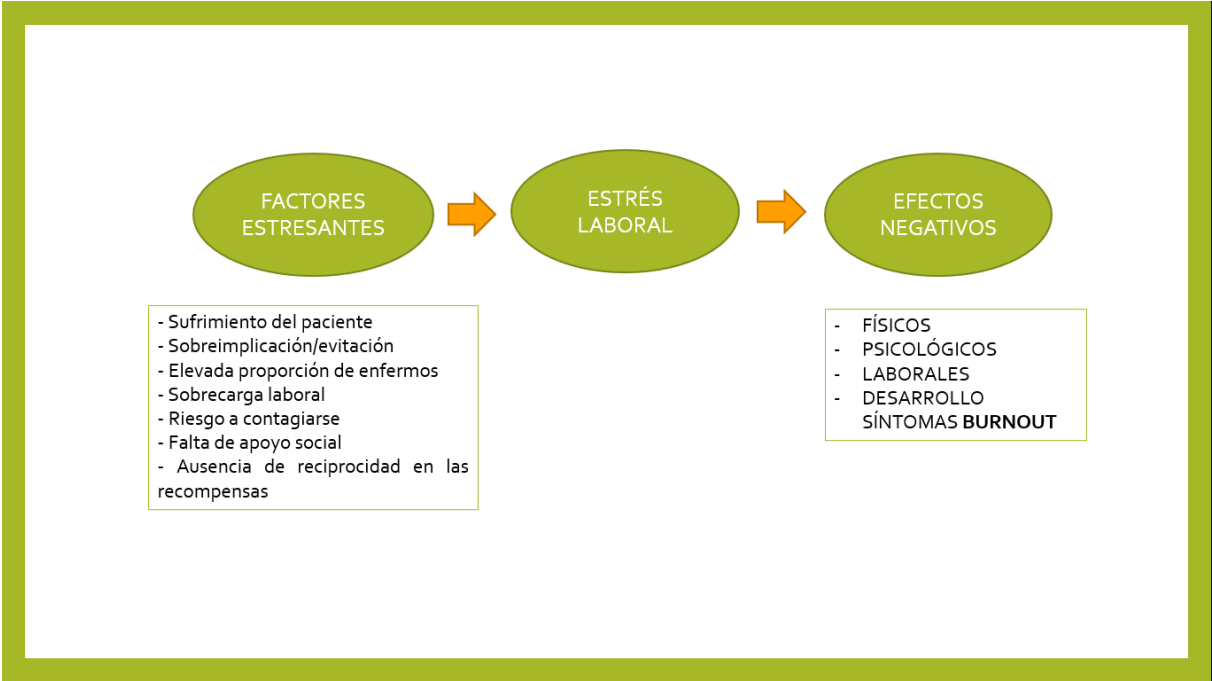 FACTORES
ESTRESANTES
ESTRÉS
LABORAL
EFECTOS
NEGATIVOS
- Sufrimiento del paciente
- Sobreimplicación/evitación
- Elevada proporción de enfermos
- Sobrecarga laboral
- Riesgo a contagiarse
- Falta de apoyo social
- Ausencia de reciprocidad en las
recompensas
- FÍSICOS
- PSICOLÓGICOS
- LABORALES
- DESARROLLO
SÍNTOMAS BURNOUT